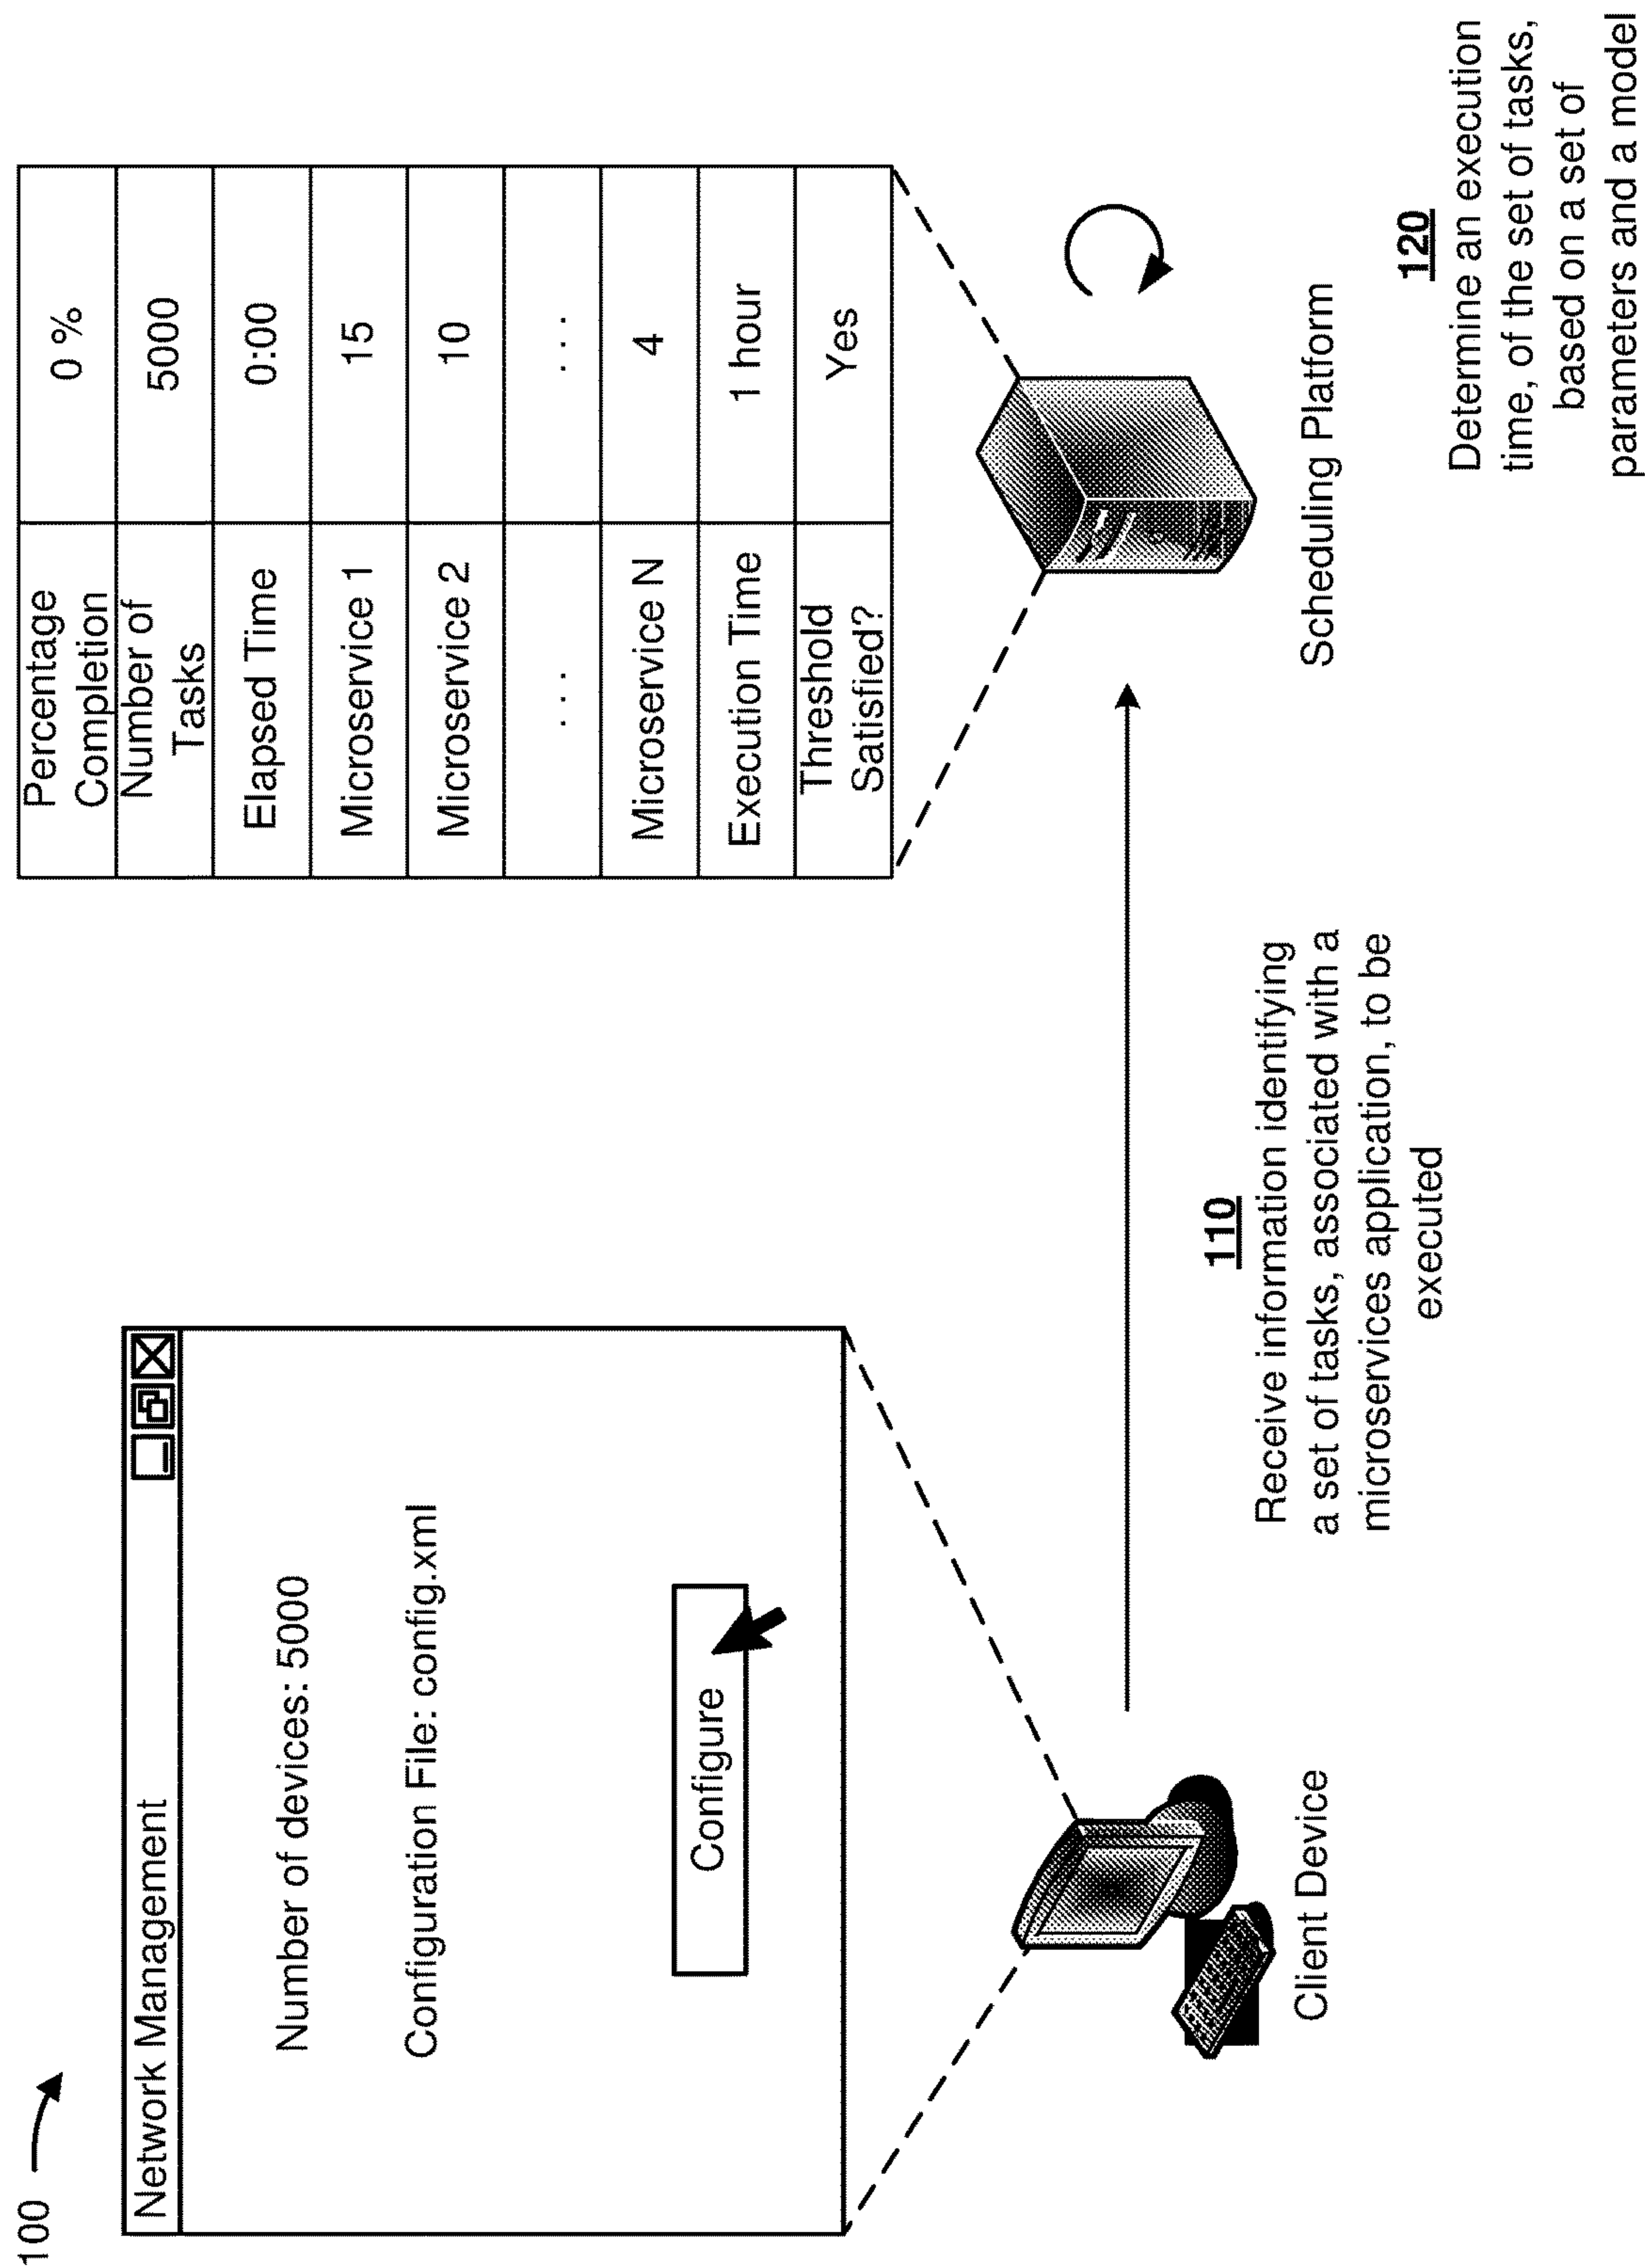 100
Network Management
Number of devices: 5000
Configuration File: config.xml
Configure
Client Device
110
Receive information identifying
a set of tasks, associated with a
microservices application, to be
executed
Percentage
Completion
0 %
Number of
Tasks
5000
Elapsed Time
0:00
Microservice 1
15
Microservice 2
10
. . .
. . .
Microservice N
4
Execution Time
1 hour
Threshold
Satisfied?
Yes
Scheduling Platform
120
Determine an execution
time, of the set of tasks,
based on a set of
parameters and a model